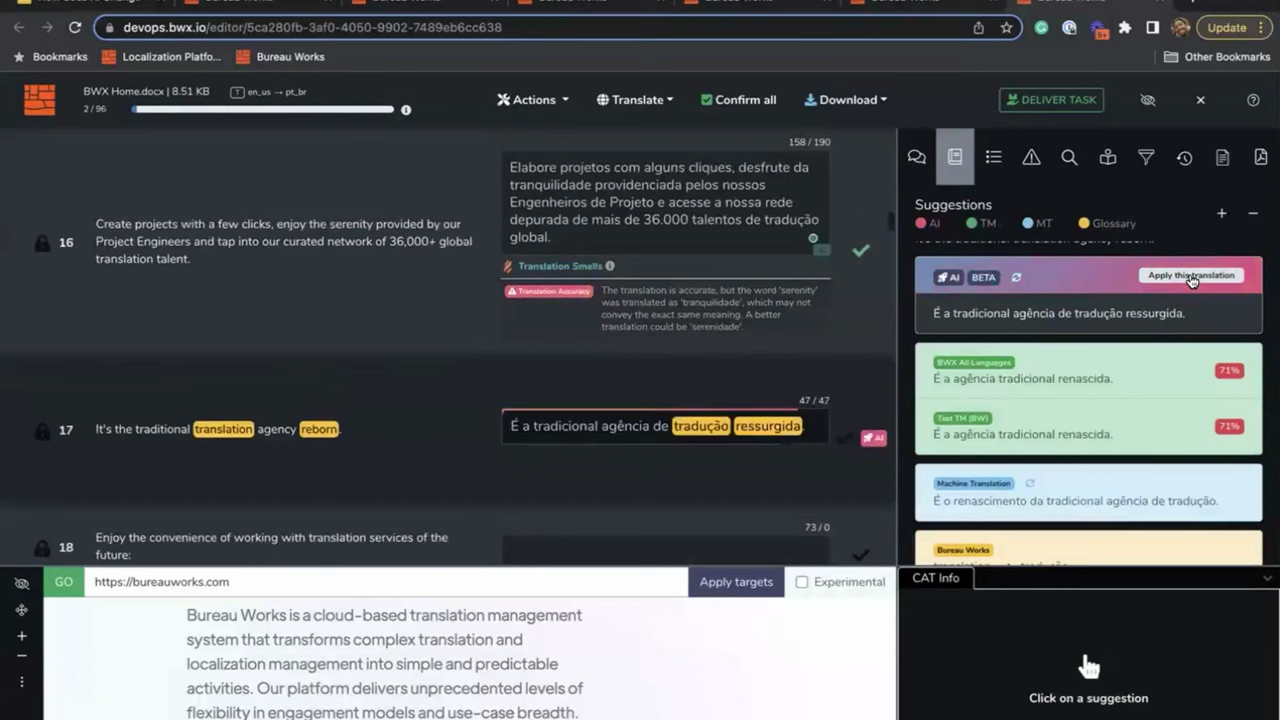 Update
devops.bwx.io/editor/5ca280fb-3af0-4050-9902-7489eb6cc638
9+
Bookmarks
Localization Platfo...
Bureau Works
Other Bookmarks
BWX Home.docx | 8.51 KB
T en_us → pt_br
2 / 96
Actions
Translate
Confirm all
Download
DELIVER TASK
158 / 190
16
Create projects with a few clicks, enjoy the serenity provided by our
Project Engineers and tap into our curated network of 36,000+ global
translation talent.
Elabore projetos com alguns cliques, desfrute da
tranquilidade providenciada pelos nossos
Engenheiros de Projeto e acesse a nossa rede
depurada de mais de 36.000 talentos de tradução
global.
Translation Smells
Translation Accuracy
The translation is accurate, but the word 'serenity'
was translated as 'tranquilidade', which may not
convey the exact same meaning. A better
translation could be 'serenidade'.
47 / 47
17
It's the traditional translation agency reborn.
É a tradicional agência de tradução ressurgida.
AI
73 / 0
18
Enjoy the convenience of working with translation services of the
future:
Suggestions
AI
TM
MT
Glossary
It's the traditional translation agency reborn.
AI
BETA
Apply this translation
É a tradicional agência de tradução ressurgida.
BWX All Languages
É a agência tradicional renascida.
71%
Test TM (BW)
É a agência tradicional renascida.
71%
Machine Translation
É o renascimento da tradicional agência de tradução.
Bureau Works
GO
https://bureauworks.com
Apply targets
Experimental
Bureau Works is a cloud-based translation management
system that transforms complex translation and
localization management into simple and predictable
activities. Our platform delivers unprecedented levels of
flexibility in engagement models and use-case breadth.
CAT Info
Click on a suggestion